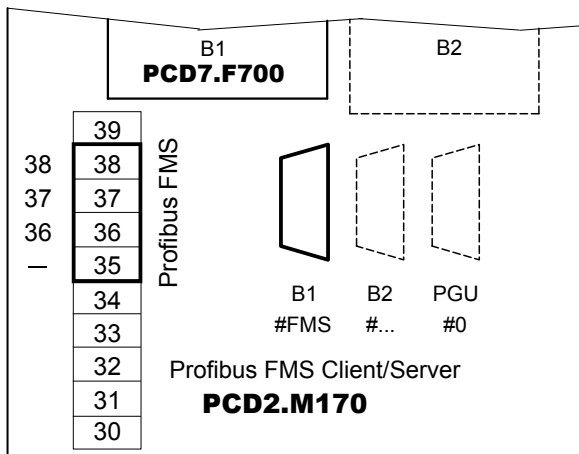 B1
B2
PCD7.F700
39
38 38
37 37
36 36
— 35
34
33
32
31
30
Profibus FMS
B1 B2 PGU
#FMS #... #0
Profibus FMS Client/Server
PCD2.M170